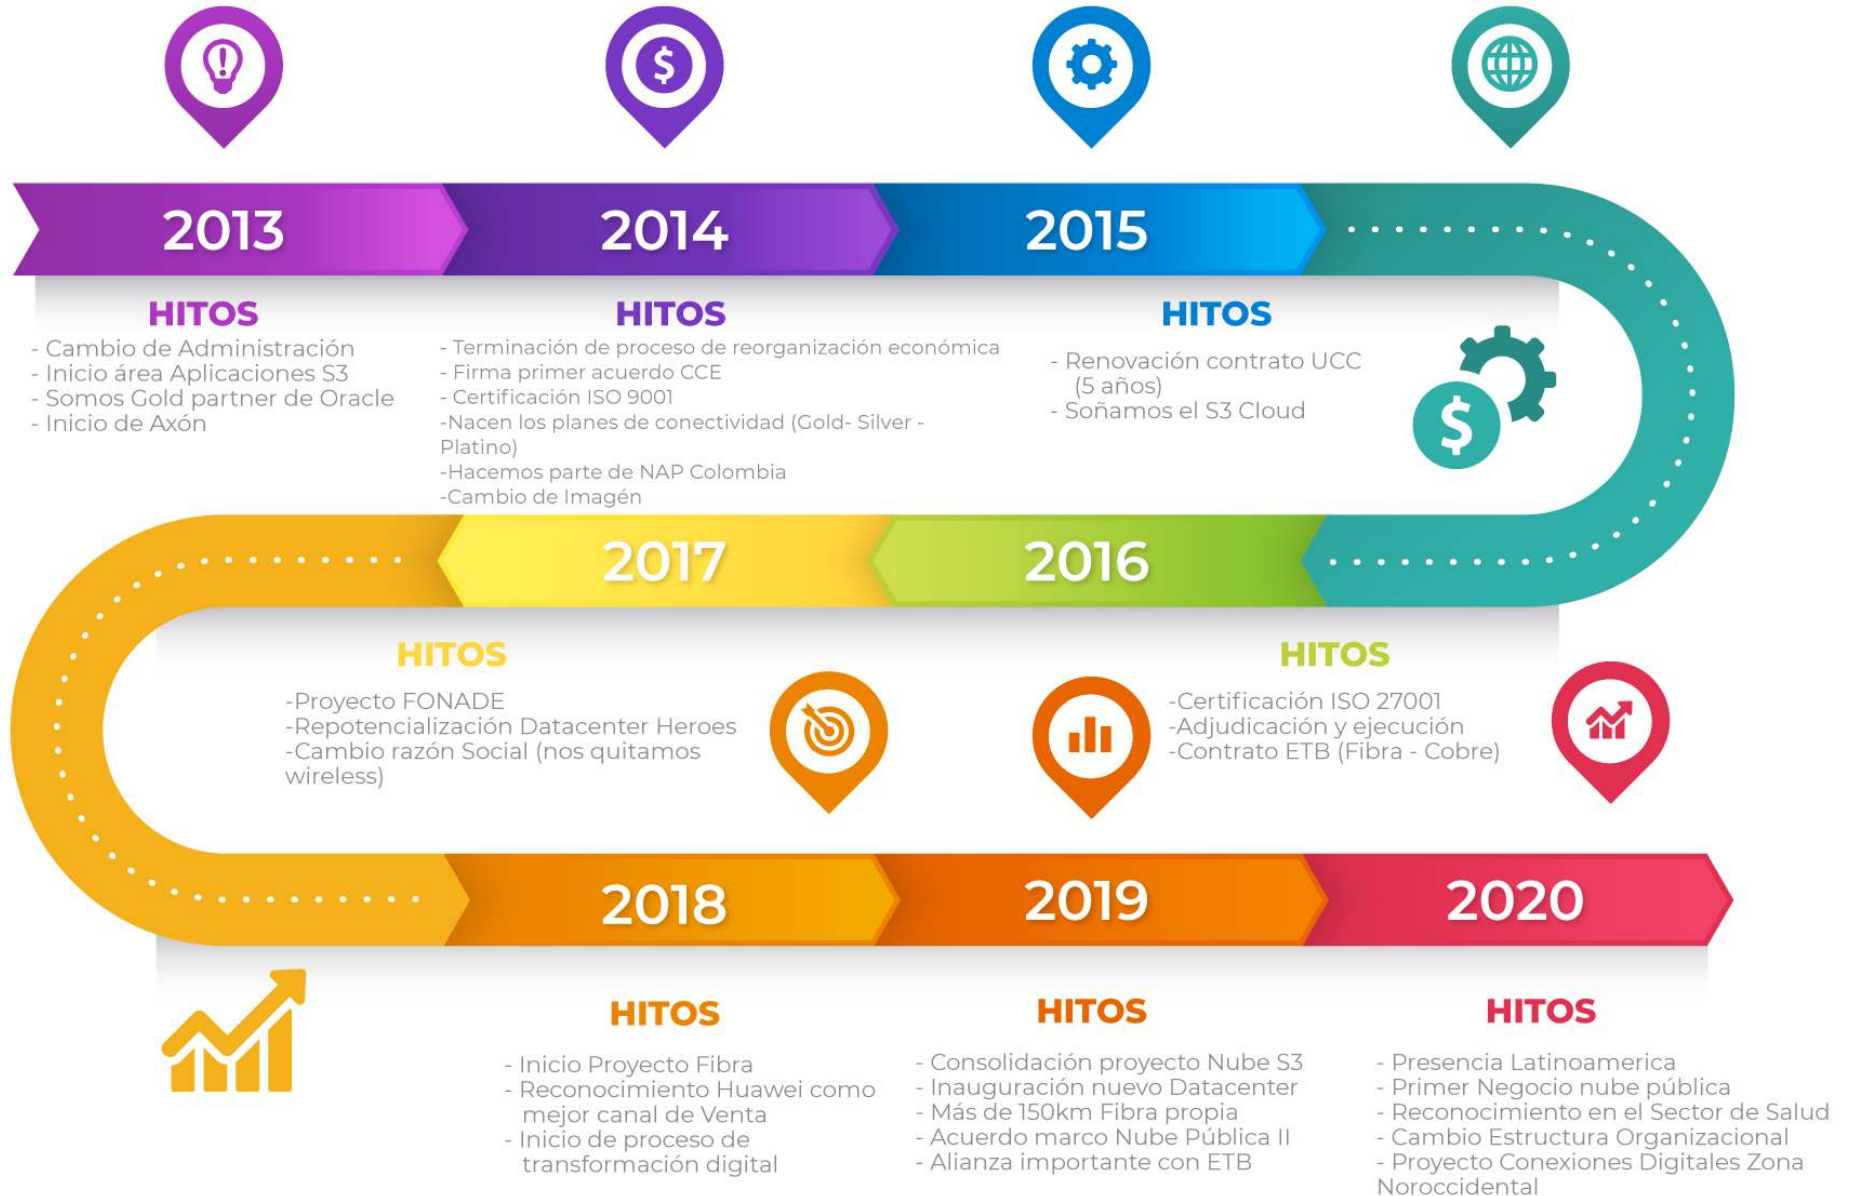 2013
HITOS
- Cambio de Administración
- Inicio área Aplicaciones S3
- Somos Gold partner de Oracle
- Inicio de Axón
2014
HITOS
- Terminación de proceso de reorganización económica
- Firma primer acuerdo CCE
- Certificación ISO 9001
-Nacen los planes de conectividad (Gold- Silver -
Platino)
-Hacemos parte de NAP Colombia
-Cambio de Imagén
2015
HITOS
- Renovación contrato UCC
(5 años)
- Soñamos el S3 Cloud
2016
HITOS
-Certificación ISO 27001
-Adjudicación y ejecución
-Contrato ETB (Fibra - Cobre)
2017
HITOS
-Proyecto FONADE
-Repotencialización Datacenter Heroes
-Cambio razón Social (nos quitamos
wireless)
2018
HITOS
- Inicio Proyecto Fibra
- Reconocimiento Huawei como
mejor canal de Venta
- Inicio de proceso de
transformación digital
2019
HITOS
- Consolidación proyecto Nube S3
- Inauguración nuevo Datacenter
- Más de 150km Fibra propia
- Acuerdo marco Nube Pública II
- Alianza importante con ETB
2020
HITOS
- Presencia Latinoamerica
- Primer Negocio nube pública
- Reconocimiento en el Sector de Salud
- Cambio Estructura Organizacional
- Proyecto Conexiones Digitales Zona
Noroccidental